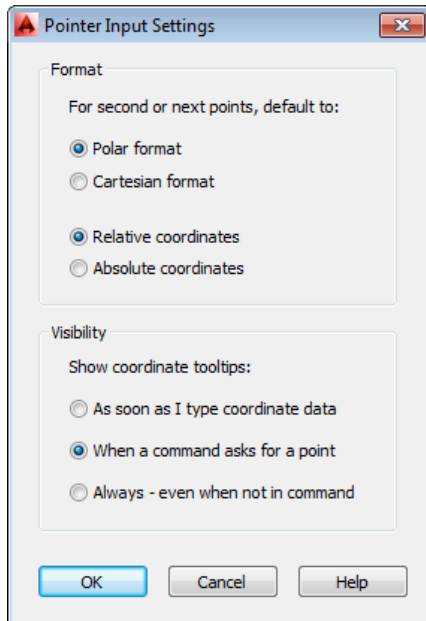 Pointer Input Settings
Format
For second or next points, default to:
Polar format
Cartesian format
Relative coordinates
Absolute coordinates
Visibility
Show coordinate tooltips:
As soon as I type coordinate data
When a command asks for a point
Always - even when not in command
OK Cancel Help